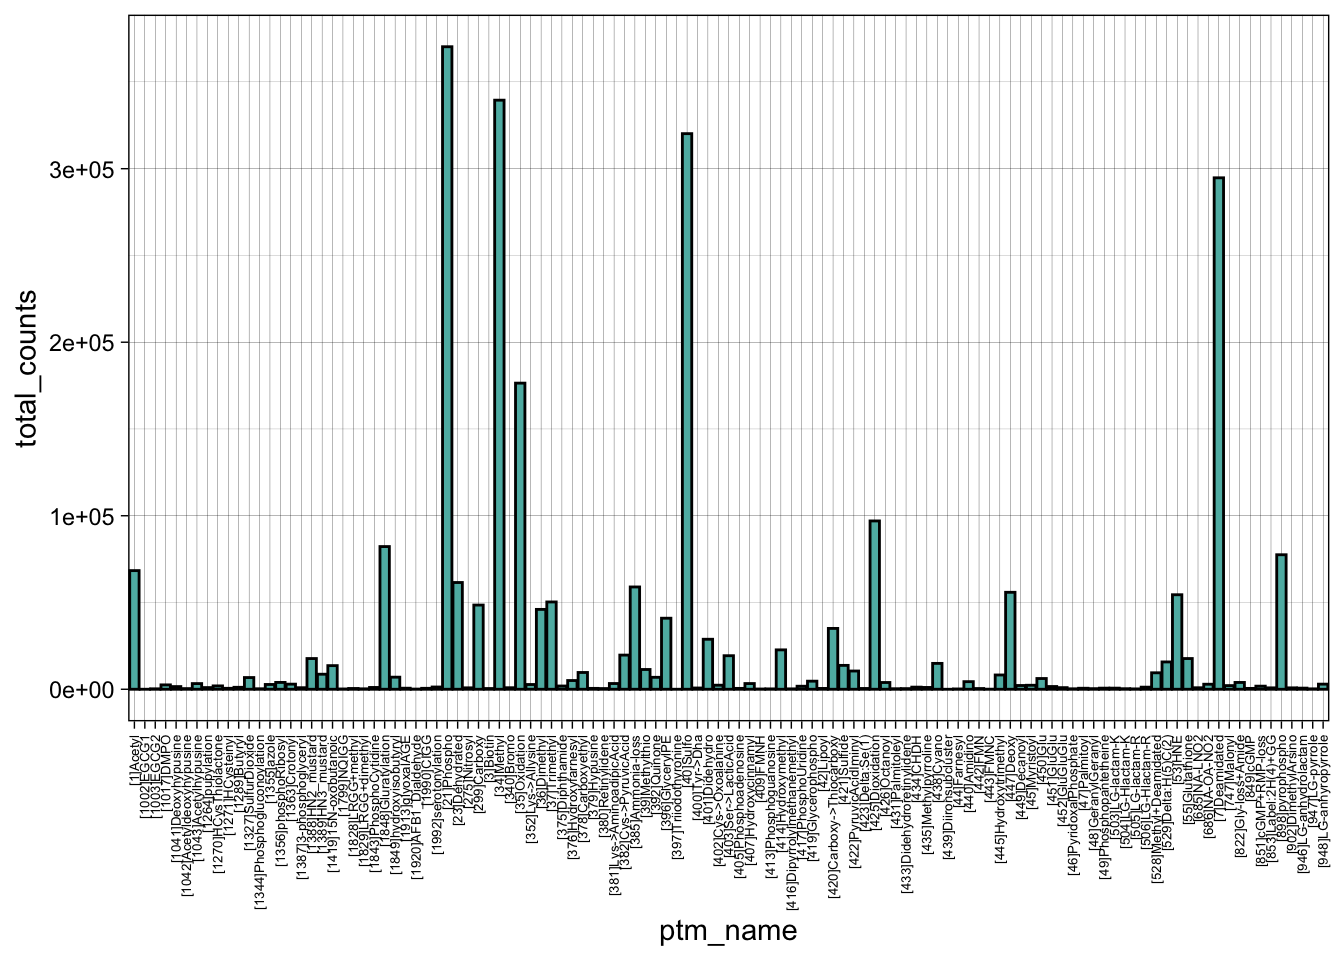 total_counts
3e+05
2e+05
1e+05
0e+00
[1]Acetyl
[1002]EGCG1
[1003]EGCG2
[1017]DMPO
[1041]Deoxyhypusine
[1042]Acetyldeoxyhypusine
[1043]Acetylhypusine
[1264]pupylation
[1270]HCysThiolactone
[1271]HCysteinyl
[1289]Butyryl
[1327]SulfurDioxide
[1344]Phosphogluconoylation
[1355]azole
[1356]phosphoRibosyl
[1363]Crotonyl
[1387]3-phosphoglyceryl
[1388]HN2_mustard
[1389]HN3_mustard
[1419]15N-oxobutanoic
[1799]NQIGG
[1828]LRGG+methyl
[1829]LRGG+dimethyl
[1843]PhosphoCytidine
[1848]Glutarylation
[1849]hydroxyisobutyryl
[1913]GlyoxalAGE
[1920]AFB1_Dialdehyde
[1990]CIGG
[1992]serotonylation
[21]Phospho
[23]Dehydrated
[275]Nitrosyl
[299]Carboxy
[3]Biotin
[34]Methyl
[340]Bromo
[35]Oxidation
[352]Lys->Allysine
[36]Dimethyl
[37]Trimethyl
[375]Diphthamide
[376]Hydroxyfarnesyl
[378]Carboxyethyl
[379]Hypusine
[380]Retinylidene
[381]Lys->AminoadipicAcid
[382]Cys->PyruvicAcid
[385]Ammonia-loss
[39]Methylthio
[392]Quinone
[396]GlycerylPE
[397]Triiodothyronine
[40]Sulfo
[400]Tyr->Dha
[401]Didehydro
[402]Cys->Oxoalanine
[403]Ser->LacticAcid
[405]Phosphoadenosine
[407]Hydroxycinnamyl
[409]FMNH
[413]Phosphoguanosine
[414]Hydroxymethyl
[416]Dipyrrolylmethanemethyl
[417]PhosphoUridine
[419]Glycerophospho
[42]Lipoyl
[420]Carboxy->Thiocarboxy
[421]Sulfide
[422]PyruvicAcidIminyl
[423]Delta:Se(1)
[425]Dioxidation
[426]Octanoyl
[431]Palmitoleyl
[433]Didehydroretinylidene
[434]CHDH
[435]Methylpyrroline
[438]Cyano
[439]Diironsubcluster
[44]Farnesyl
[440]Amidino
[442]FMN
[443]FMNC
[445]Hydroxytrimethyl
[447]Deoxy
[449]Decanoyl
[45]Myristoyl
[450]Glu
[451]GluGlu
[452]GluGluGlu
[46]PyridoxalPhosphate
[47]Palmitoyl
[48]GeranylGeranyl
[49]Phosphopantetheine
[503]LG-lactam-K
[504]LG-Hlactam-K
[505]LG-lactam-R
[506]LG-Hlactam-R
[528]Methyl+Deamidated
[529]Delta:H(5)C(2)
[53]HNE
[55]Glutathione
[685]NA-LNO2
[686]NA-OA-NO2
[7]Deamidated
[747]Malonyl
[822]Gly-loss+Amide
[849]cGMP
[851]cGMP+RMP-loss
[853]Label:2H(4)+GG
[898]pyrophospho
[902]DimethylArsino
[946]LG-anhydrolactam
[947]LG-pyrrole
[948]LG-anhyropyrrole
ptm_name